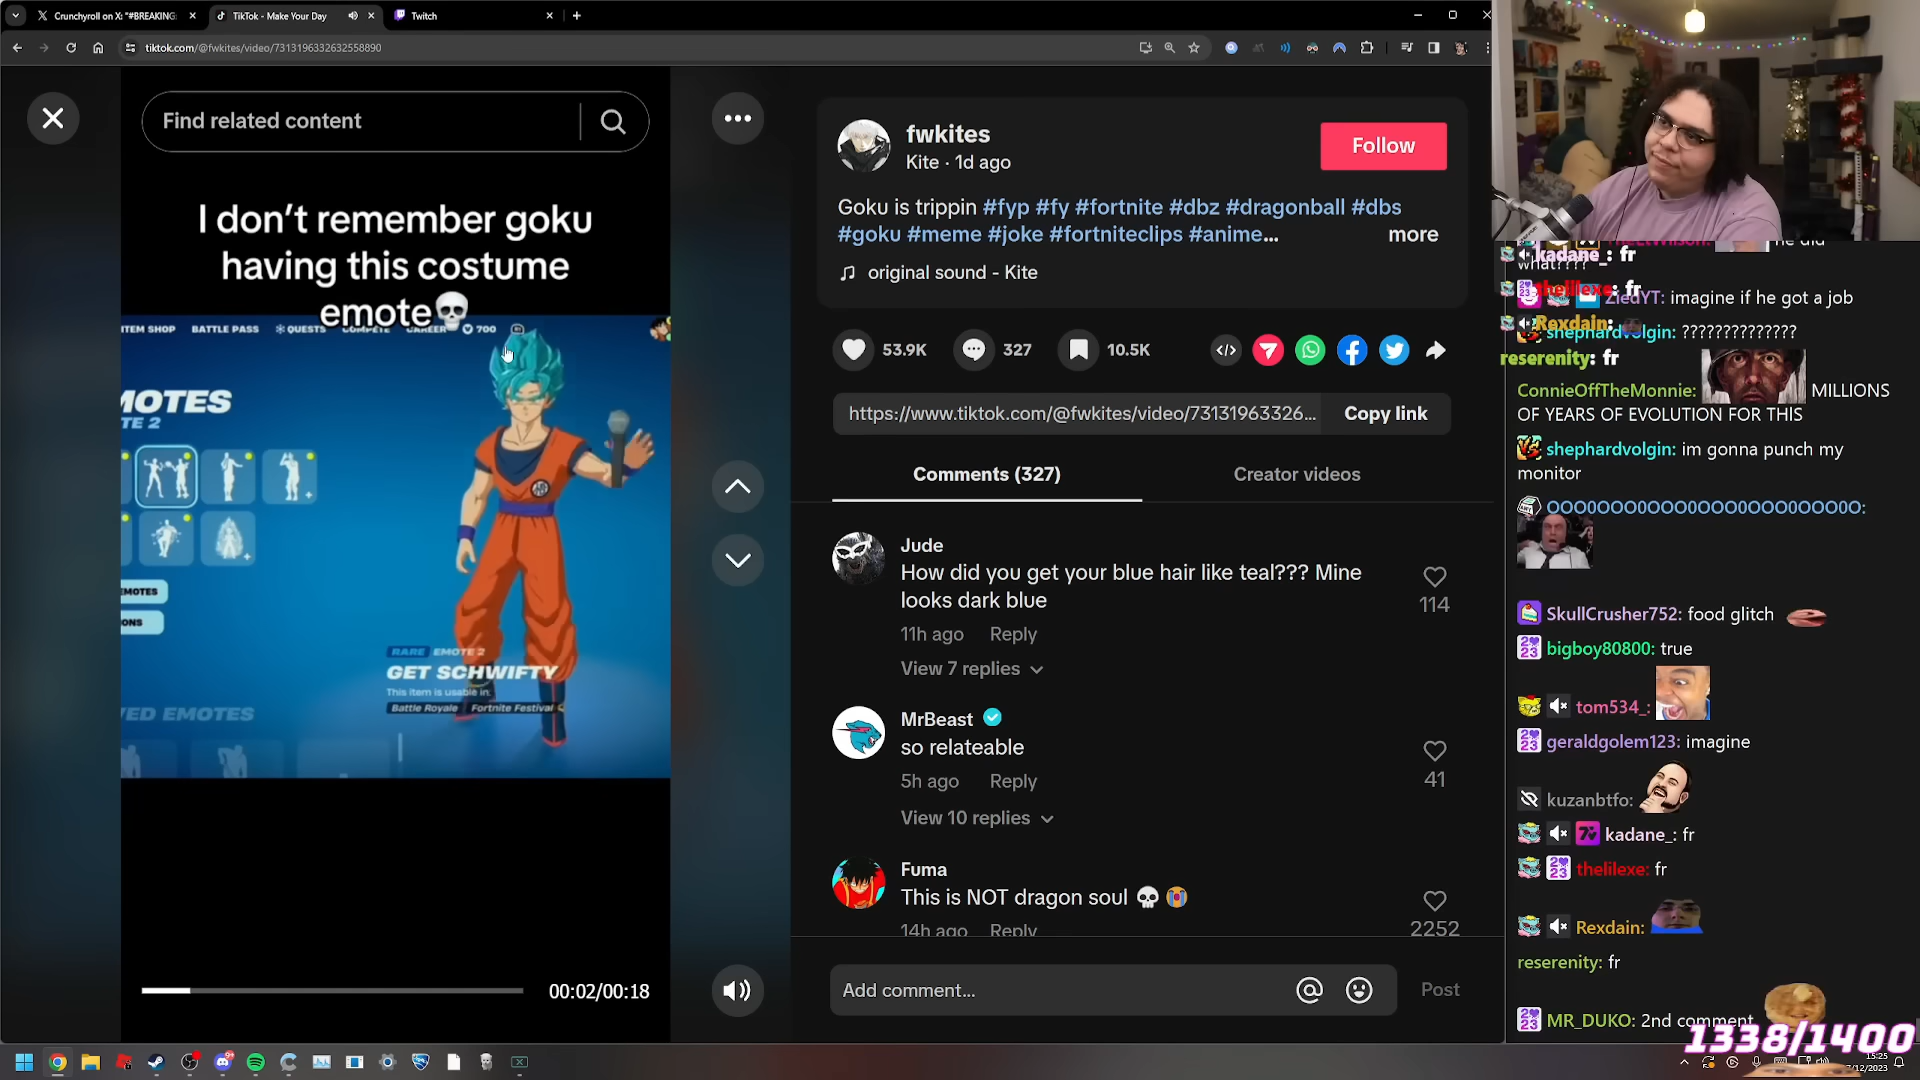 Crunchyroll on X: "#BREAKING:
TikTok - Make Your Day
Twitch
tiktok.com/@fwkites/video/7313196332632558890
Find related content
I don't remember goku
having this costume
emote💀
ITEM SHOP BATTLE PASS QUESTS COMPETE CAREER 700
MOTES
TE 2
EMOTES
ONS
RARE EMOTE 2
GET SCHWIFTY
This item is usable in:
Battle Royale Fortnite Festival
ED EMOTES
00:02/00:18
fwkites
Kite · 1d ago
Follow
Goku is trippin #fyp #fy #fortnite #dbz #dragonball #dbs
#goku #meme #joke #fortniteclips #anime...
more
original sound - Kite
53.9K
327
10.5K
https://www.tiktok.com/@fwkites/video/73131963326...
Copy link
Comments (327)
Creator videos
Jude
How did you get your blue hair like teal??? Mine
looks dark blue
114
11h ago Reply
View 7 replies
MrBeast
so relateable
41
5h ago Reply
View 10 replies
Fuma
This is NOT dragon soul 💀 😭
2252
14h ago Reply
Add comment...
Post
he did
what????
kadane_: fr
thelilexe: fr
ZiedYT: imagine if he got a job
Rexdain:
shephardvolgin: ??????????????
reserenity: fr
ConnieOffTheMonnie: MILLIONS
OF YEARS OF EVOLUTION FOR THIS
shephardvolgin: im gonna punch my
monitor
SkullCrusher752: food glitch
bigboy80800: true
tom534_:
geraldgolem123: imagine
kuzanbtfo:
kadane_: fr
thelilexe: fr
Rexdain:
reserenity: fr
MR_DUKO: 2nd comment
1338/1400
15:25